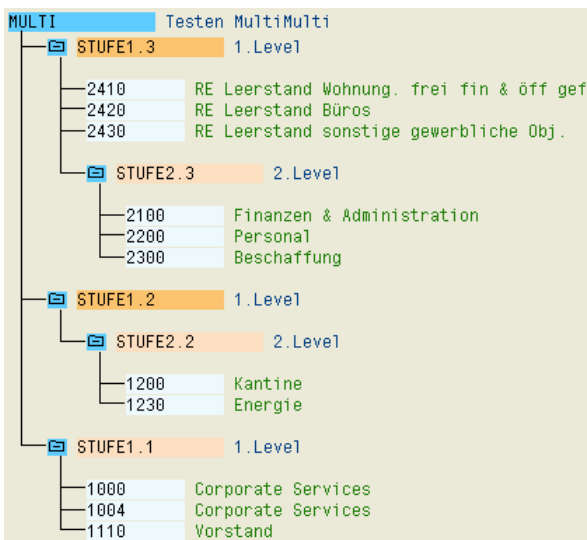 MULTI Testen MultiMulti
STUFE1.3 1.Level
2410 RE Leerstand Wohnung. frei fin & öff gef
2420 RE Leerstand Büros
2430 RE Leerstand sonstige gewerbliche Obj.
STUFE2.3 2.Level
2100 Finanzen & Administration
2200 Personal
2300 Beschaffung
STUFE1.2 1.Level
STUFE2.2 2.Level
1200 Kantine
1230 Energie
STUFE1.1 1.Level
1000 Corporate Services
1004 Corporate Services
1110 Vorstand